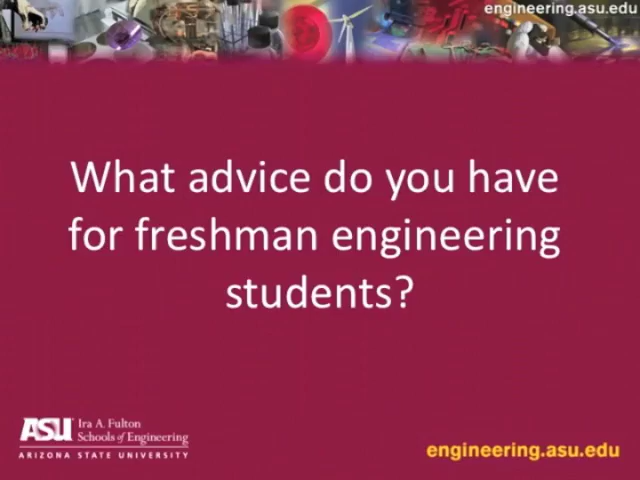 engineering.asu.edu
What advice do you have
for freshman engineering
students?
ASU Ira A. Fulton
Schools of Engineering
ARIZONA STATE UNIVERSITY
engineering.asu.edu